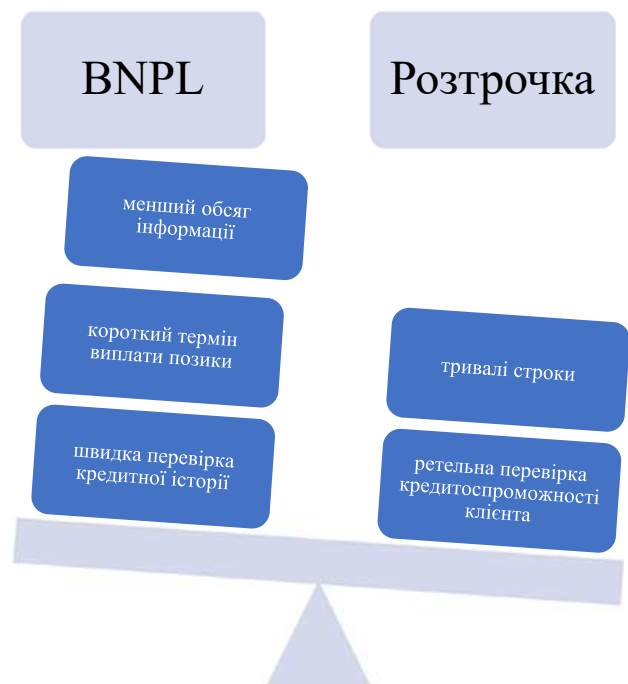 BNPL
Розтрочка
менший обсяг
інформації
короткий термін
виплати позики
швидка перевірка
кредитної історії
тривалі строки
ретельна перевірка
кредитоспроможності
клієнта